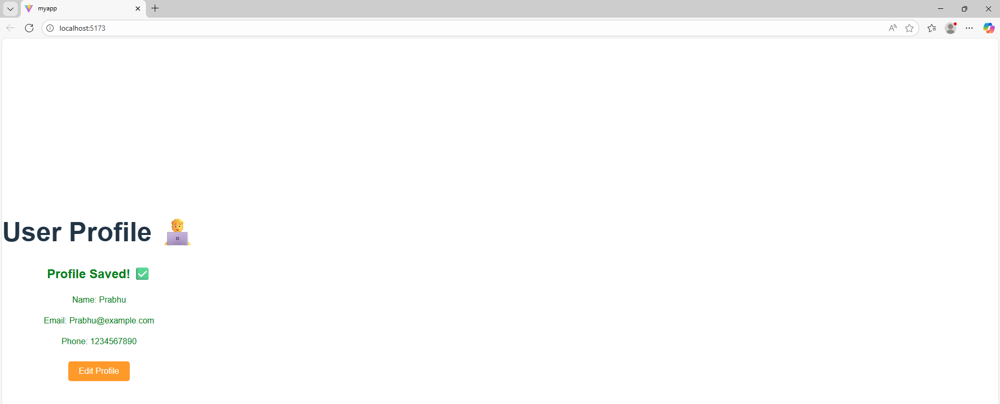 myapp
localhost:5173
User Profile 🧑‍💻
Profile Saved! ✅
Name: Prabhu
Email: Prabhu@example.com
Phone: 1234567890
Edit Profile